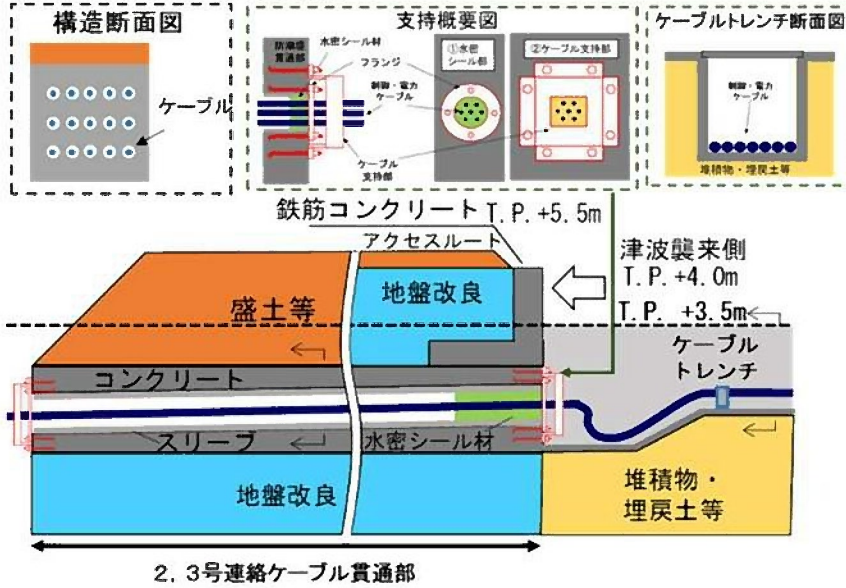 構造断面図
ケーブル
支持概要図
防潮堤
貫通部
水密シール材
フランジ
制御・電力
ケーブル
ケーブル
支持部
①水密
シール部
②ケーブル支持部
ケーブルトレンチ断面図
制御・電力
ケーブル
堆積物・埋戻土等
鉄筋コンクリート
T.P.+5.5m
アクセスルート
津波襲来側
T.P.+4.0m
T.P. +3.5m
盛土等
地盤改良
ケーブル
トレンチ
コンクリート
スリーブ
水密シール材
地盤改良
堆積物・
埋戻土等
2,3号連絡ケーブル貫通部